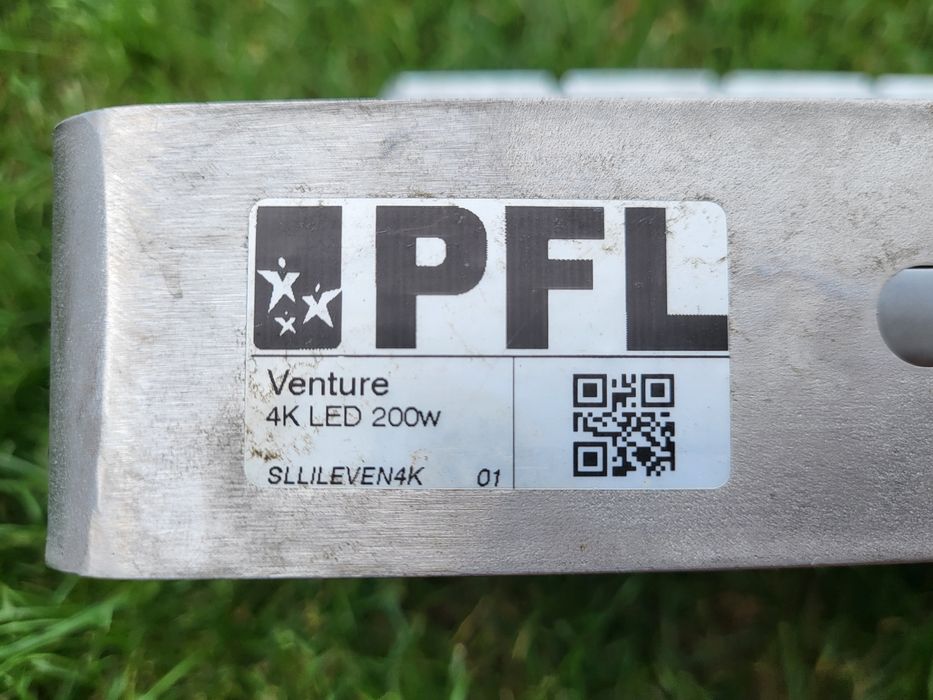 PFL
Venture
4K LED 200w
SLLILEVEN4K 01